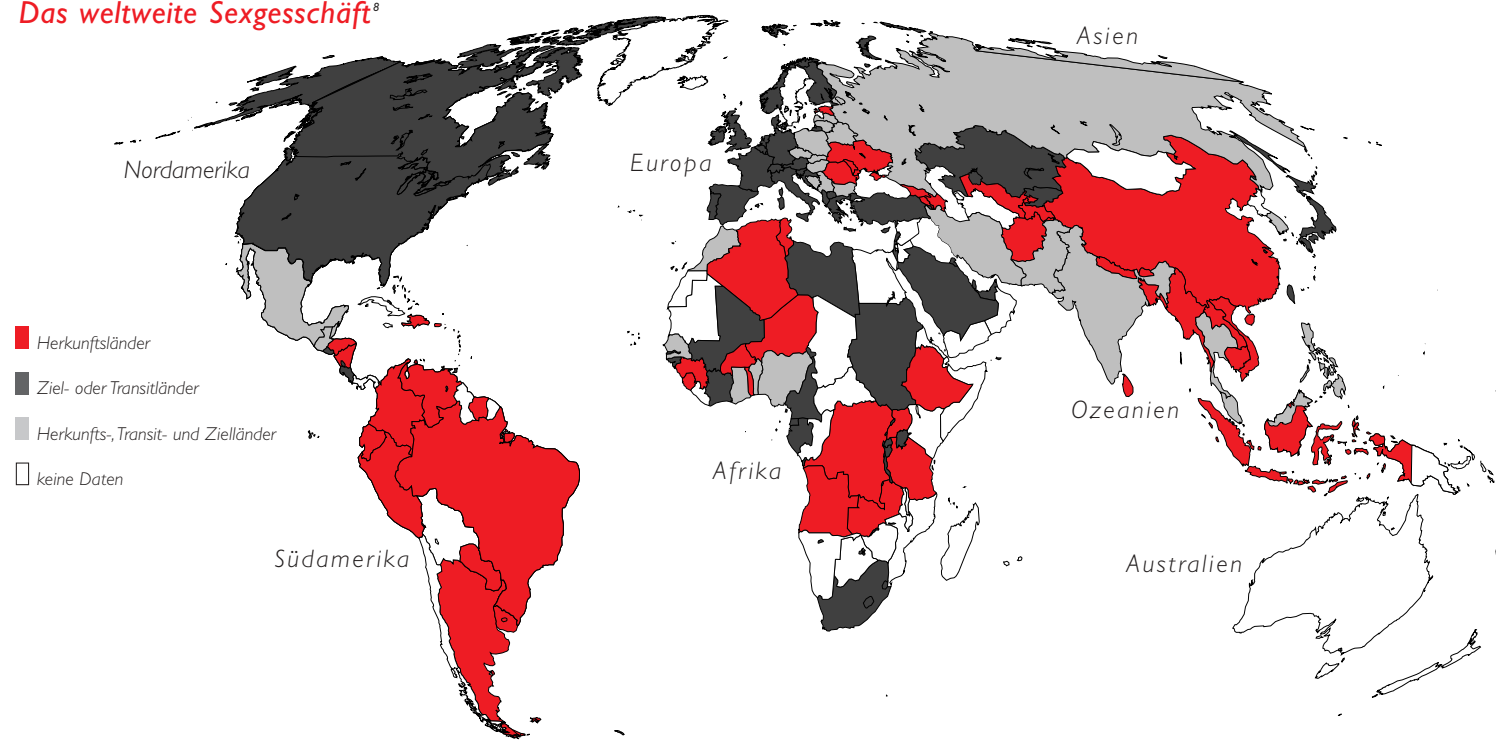 Das weltweite Sexgesschäft⁸
Asien
Nordamerika
Europa
Herkunftsländer
Ziel- oder Transitländer
Herkunfts-, Transit- und Zielländer
keine Daten
Ozeanien
Afrika
Südamerika
Australien